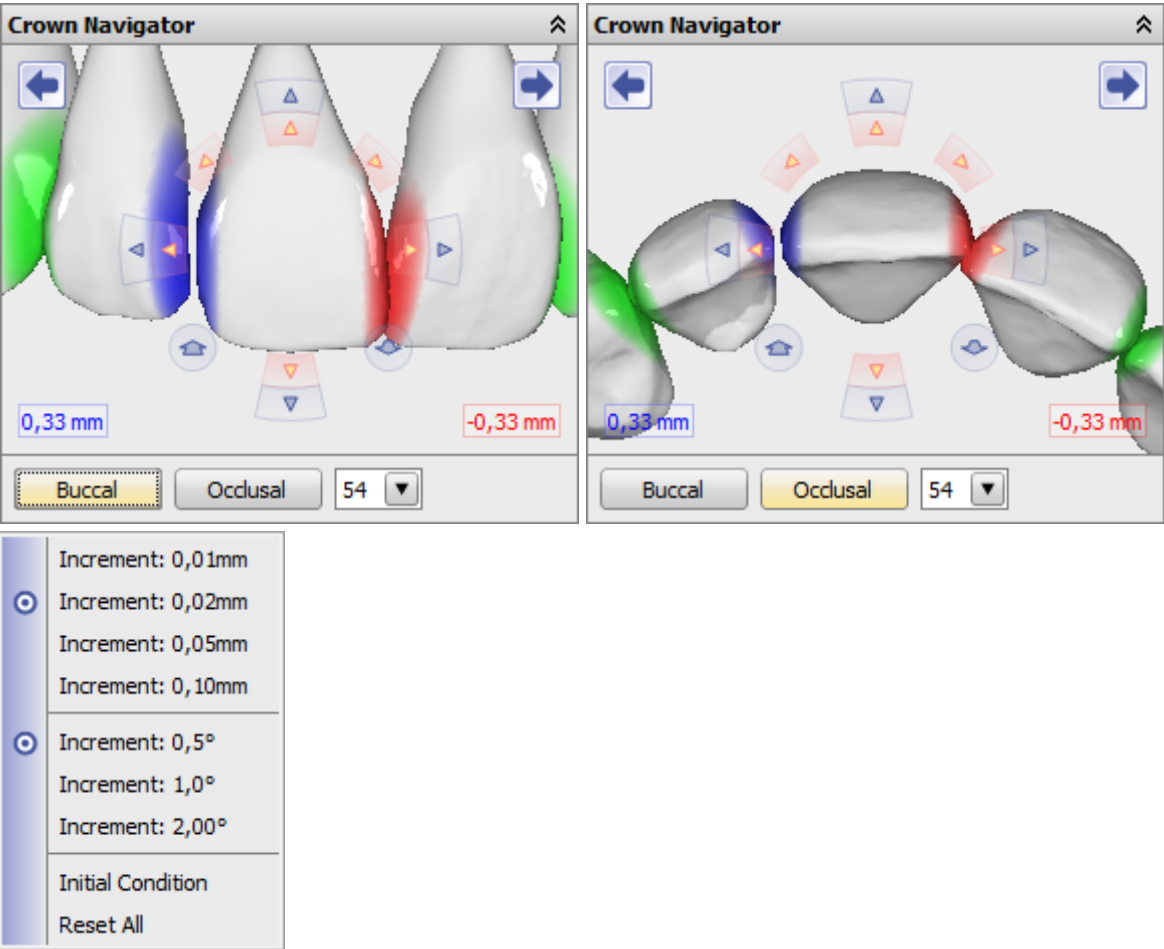 Crown Navigator
0,33 mm
-0,33 mm
Buccal
Occlusal
54
Crown Navigator
0,33 mm
-0,33 mm
Buccal
Occlusal
54
Increment: 0,01mm
Increment: 0,02mm
Increment: 0,05mm
Increment: 0,10mm
Increment: 0,5°
Increment: 1,0°
Increment: 2,00°
Initial Condition
Reset All